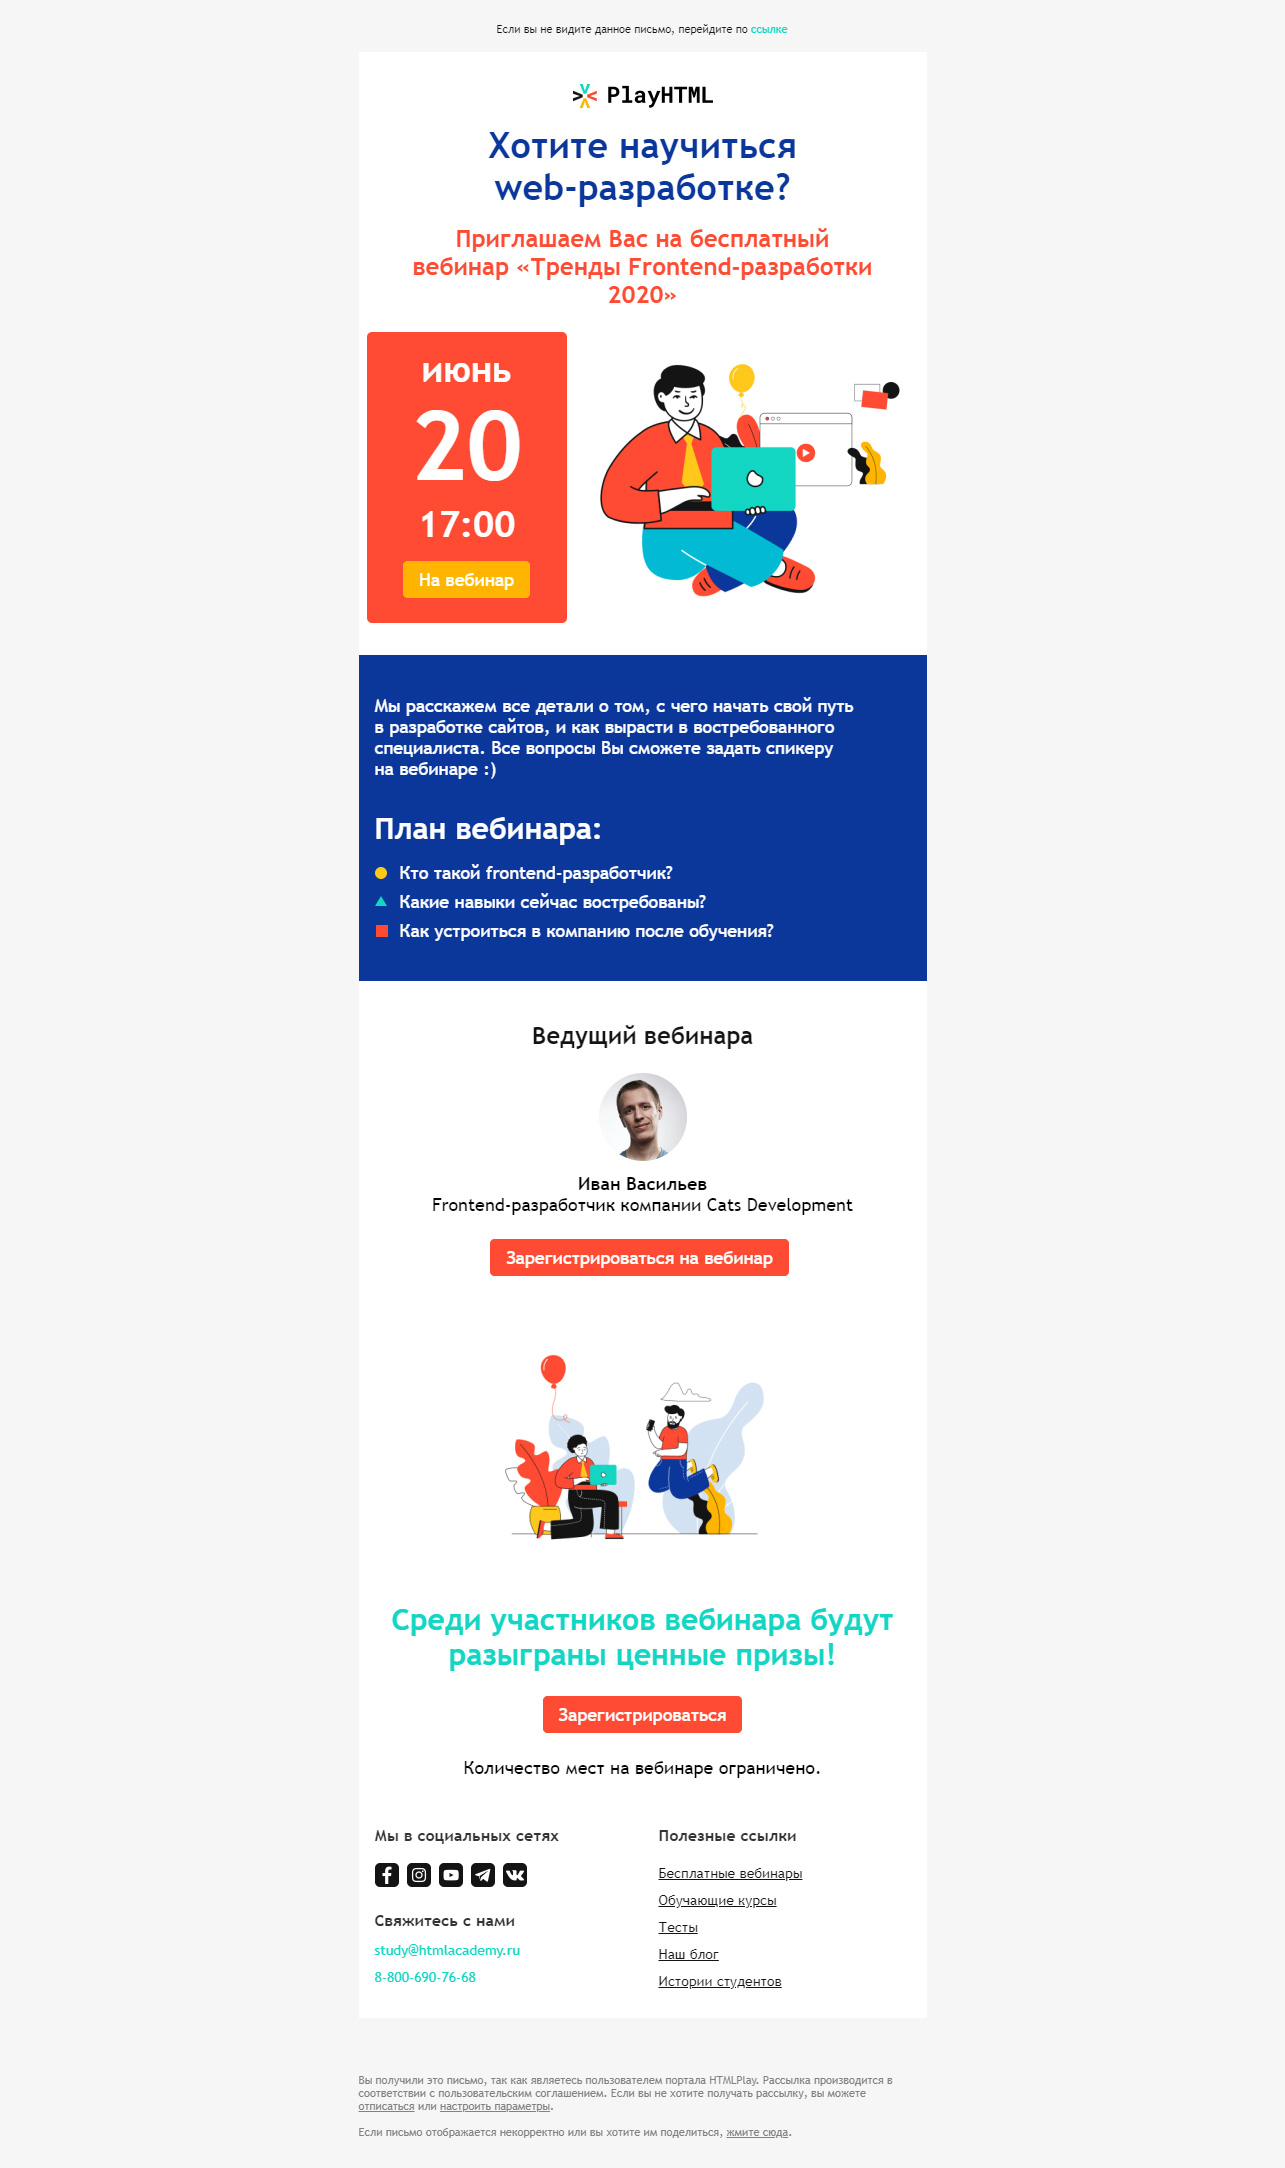 Если вы не видите данное письмо, перейдите по ссылке
PlayHTML
Хотите научиться
web-разработке?
Приглашаем Вас на бесплатный
вебинар «Тренды Frontend-разработки
2020»
июнь
20
17:00
На вебинар
Мы расскажем все детали о том, с чего начать свой путь
в разработке сайтов, и как вырасти в востребованного
специалиста. Все вопросы Вы сможете задать спикеру
на вебинаре :)
План вебинара:
Кто такой frontend-разработчик?
Какие навыки сейчас востребованы?
Как устроиться в компанию после обучения?
Ведущий вебинара
Иван Васильев
Frontend-разработчик компании Cats Development
Зарегистрироваться на вебинар
Среди участников вебинара будут
разыграны ценные призы!
Зарегистрироваться
Количество мест на вебинаре ограничено.
Мы в социальных сетях
Свяжитесь с нами
study@htmlacademy.ru
8-800-690-76-68
Полезные ссылки
Бесплатные вебинары
Обучающие курсы
Тесты
Наш блог
Истории студентов
Вы получили это письмо, так как являетесь пользователем портала HTMLPlay. Рассылка производится в
соответствии с пользовательским соглашением. Если вы не хотите получать рассылку, вы можете
отписаться или настроить параметры.
Если письмо отображается некорректно или вы хотите им поделиться, жмите сюда.